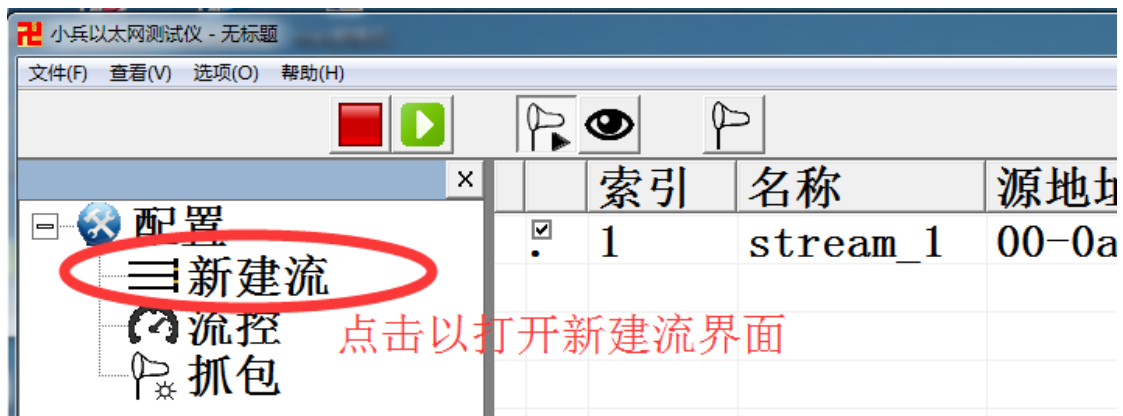 小兵以太网测试仪 - 无标题
文件(F) 查看(V) 选项(O) 帮助(H)
索引 名称 源地址
配置
1 stream_1 00-0a
新建流
流控
点击以打开新建流界面
抓包